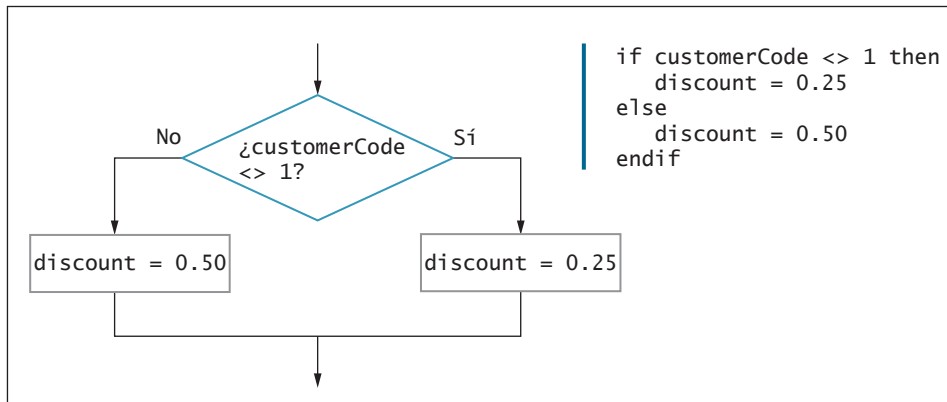 No
¿customerCode
<> 1?
Sí
discount = 0.50
discount = 0.25
if customerCode <> 1 then
   discount = 0.25
else
   discount = 0.50
endif